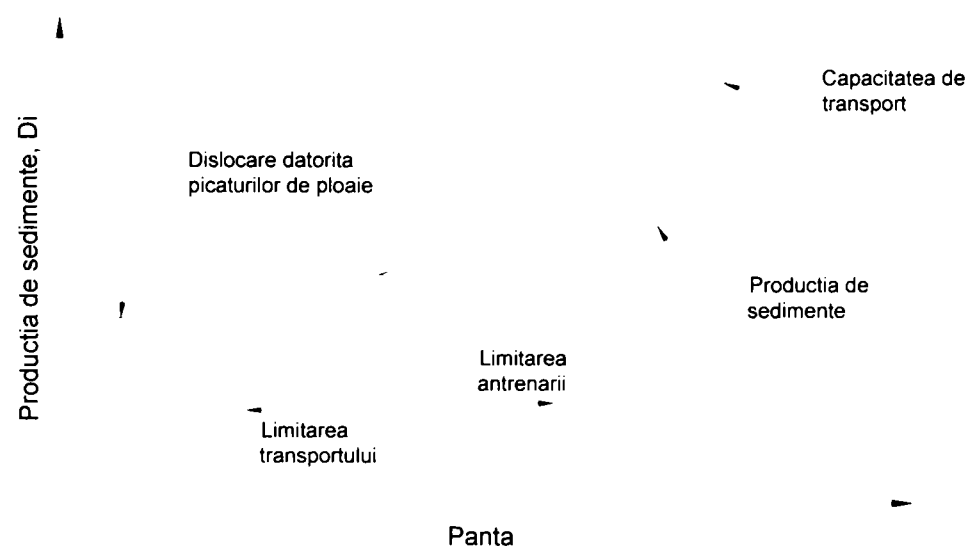 Capacitatea de
transport
Productia de sedimente, Di
Dislocare datorita
picaturilor de ploaie
Productia de
sedimente
Limitarea
antrenarii
Limitarea
transportului
Panta